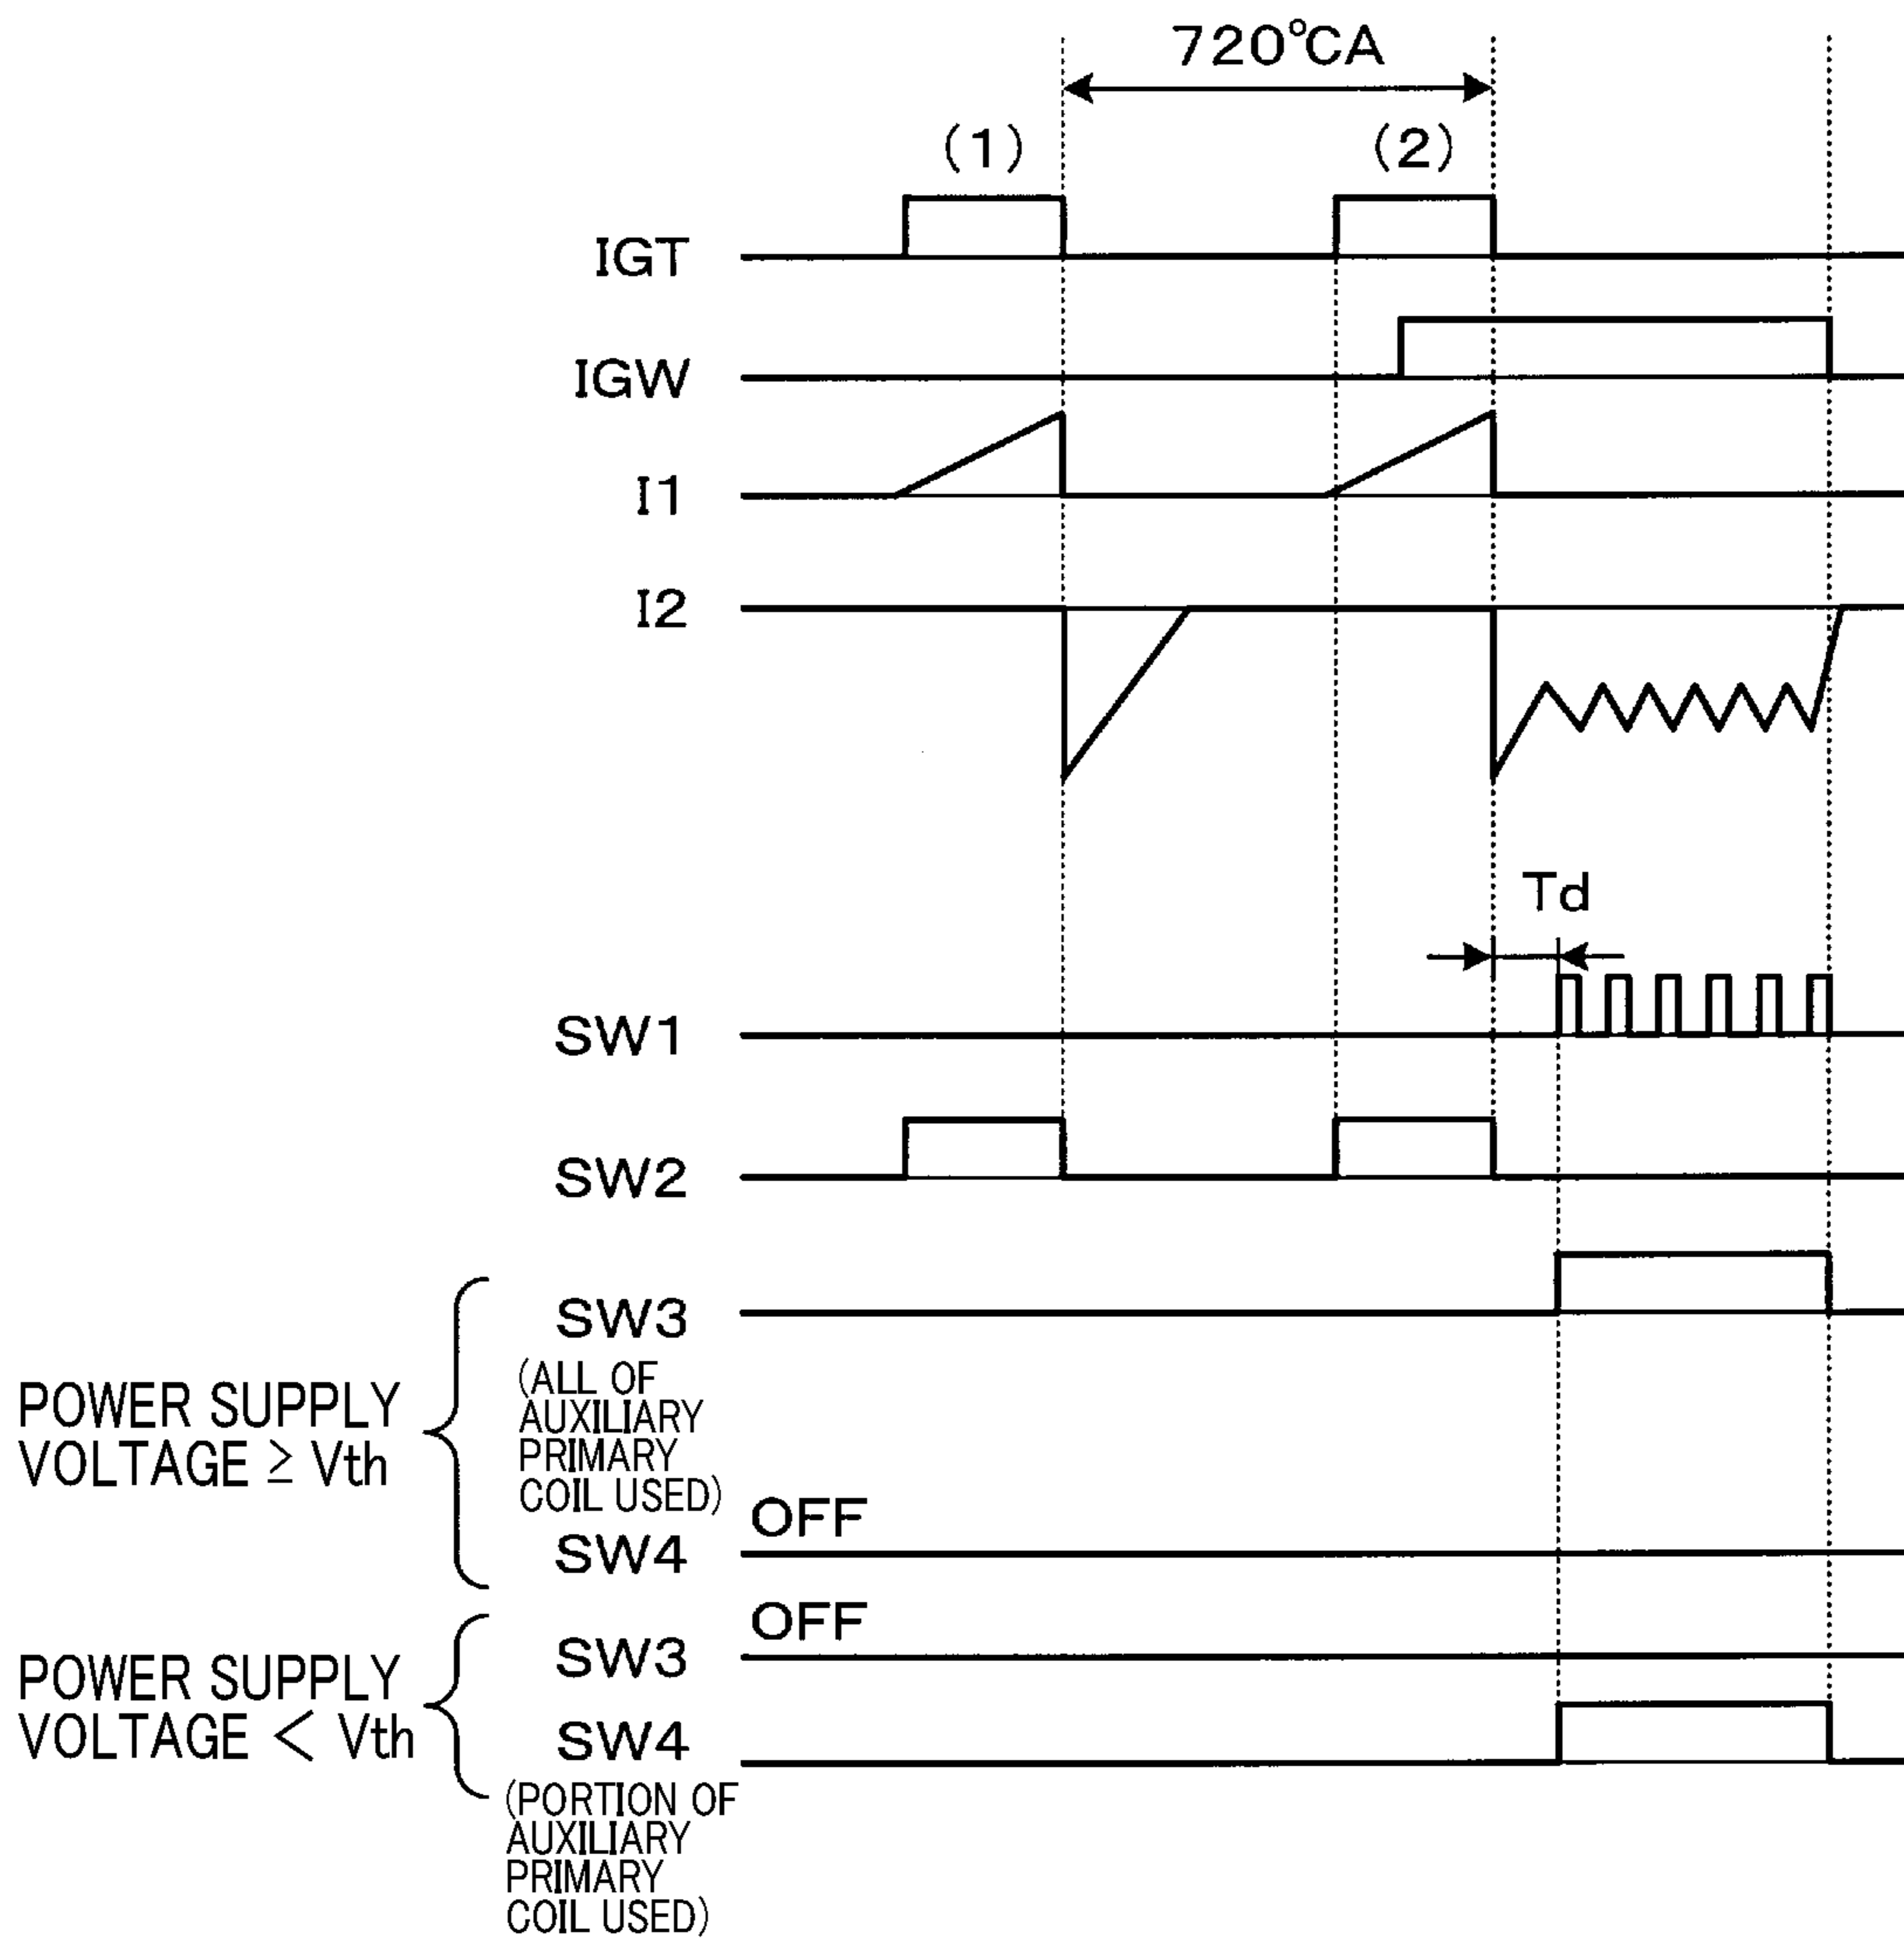 720°CA
(1)
(2)
IGT
IGW
I1
I2
Td
SW1
SW2
SW3
(ALL OF
AUXILIARY
PRIMARY
COIL USED)
POWER SUPPLY
VOLTAGE ≥ Vth
OFF
SW4
OFF
SW3
POWER SUPPLY
VOLTAGE < Vth
SW4
(PORTION OF
AUXILIARY
PRIMARY
COIL USED)